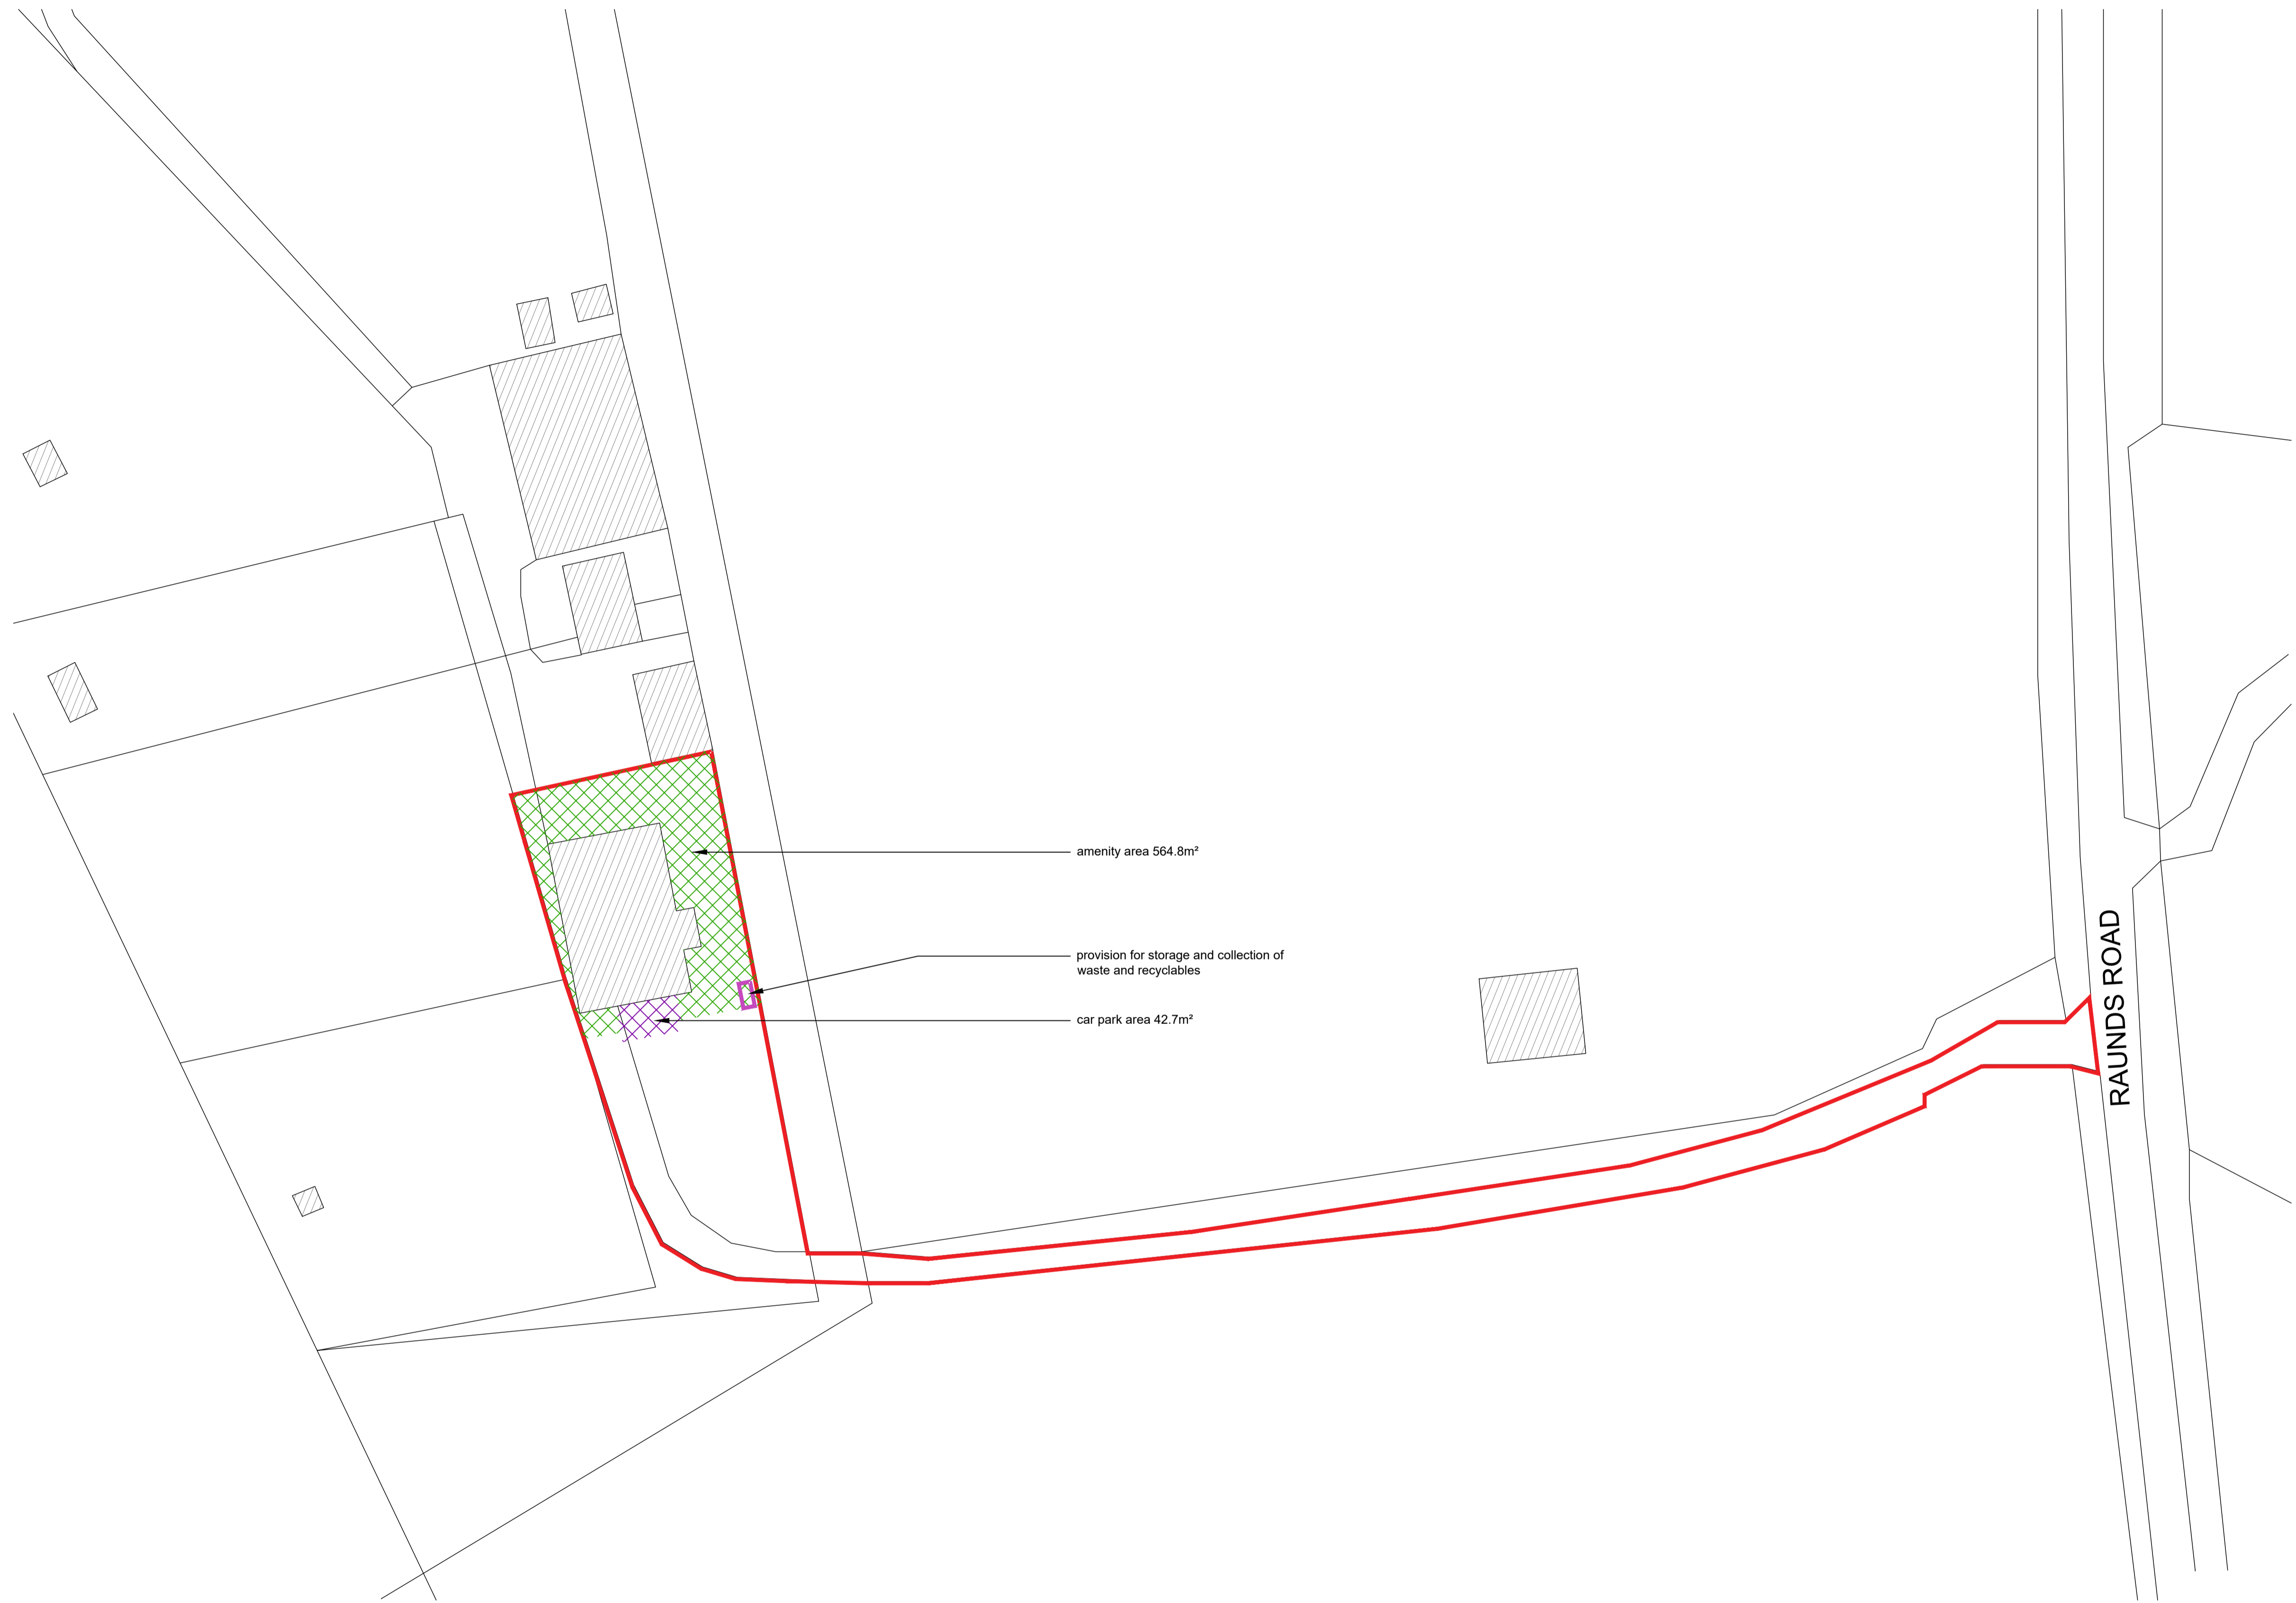 amenity area 564.8m²
provision for storage and collection of
waste and recyclables
car park area 42.7m²
RAUNDS ROAD